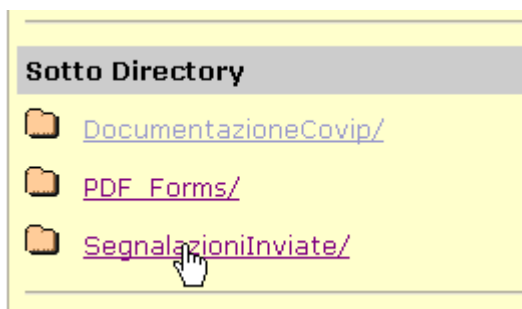 Sotto Directory
DocumentazioneCovip/
PDF_Forms/
SegnalazioniInviate/